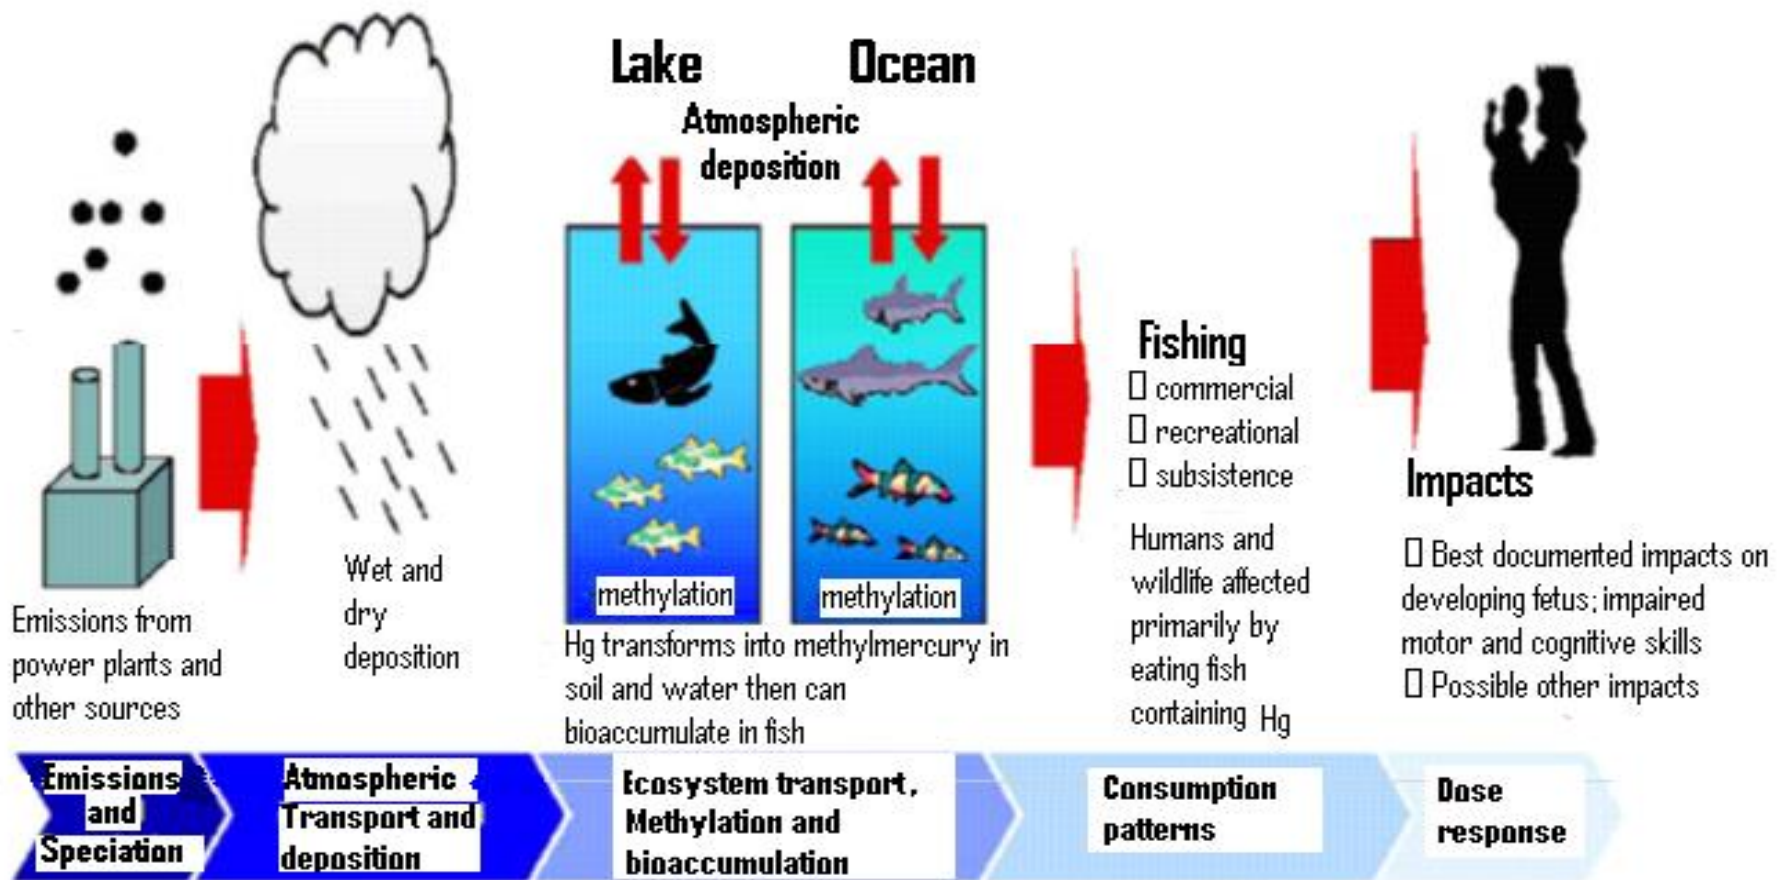 Lake
Ocean
Atmospheric
deposition
methylation
methylation
Emissions from
power plants and
other sources
Wet and
dry
deposition
Hg transforms into methylmercury in
soil and water then can
bioaccumulate in fish
Fishing
▯ commercial
▯ recreational
▯ subsistence
Humans and
wildlife affected
primarily by
eating fish
containing Hg
Impacts
▯ Best documented impacts on
developing fetus; impaired
motor and cognitive skills
▯ Possible other impacts
Emissions
and
Speciation
Atmospheric
Transport and
deposition
Ecosystem transport,
Methylation and
bioaccumulation
Consumption
patterns
Dose
response